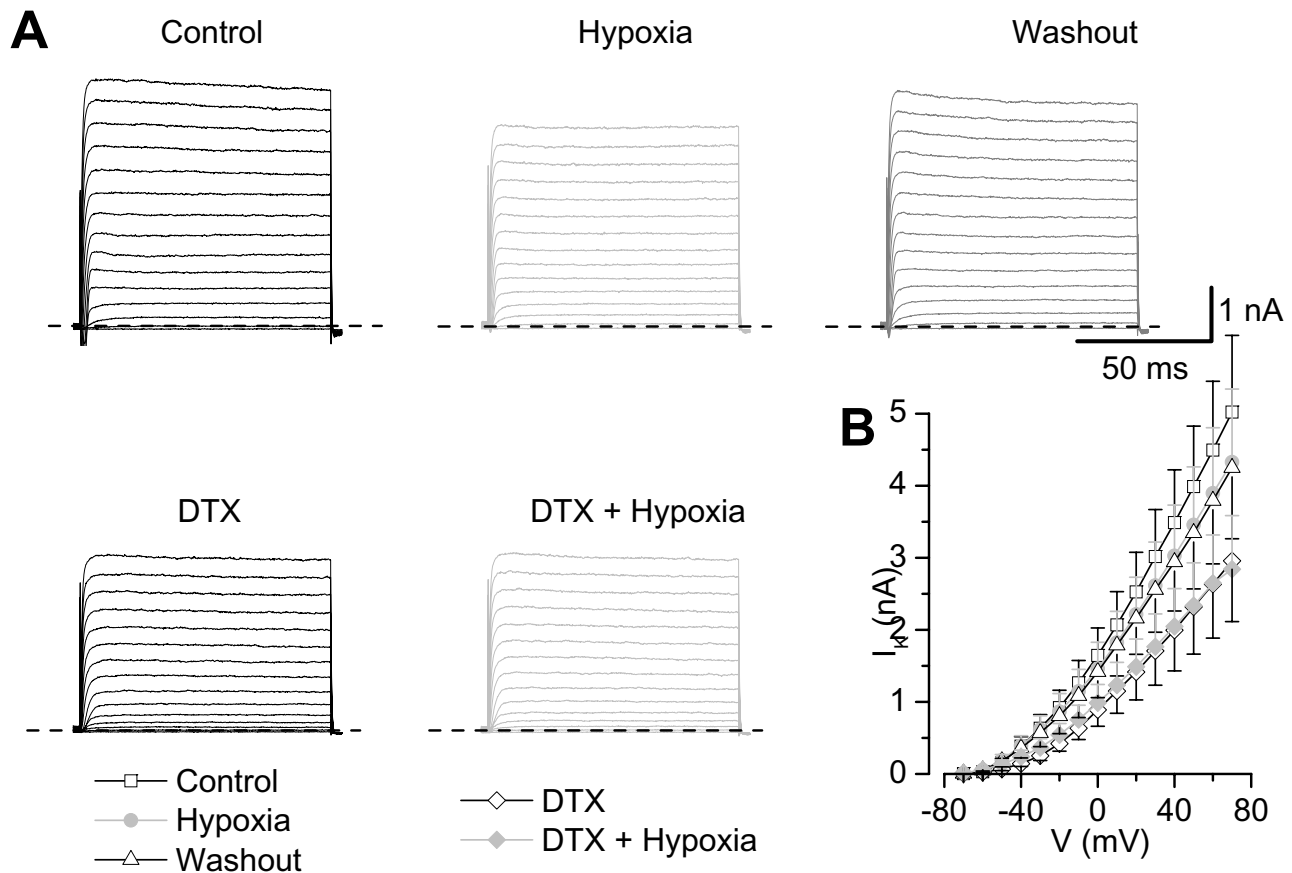 A
Control
Hypoxia
Washout
1 nA
50 ms
DTX
DTX + Hypoxia
B
5
4
3
2
1
0
IK (nA)
-80
-40
0
40
80
V (mV)
Control
Hypoxia
Washout
DTX
DTX + Hypoxia